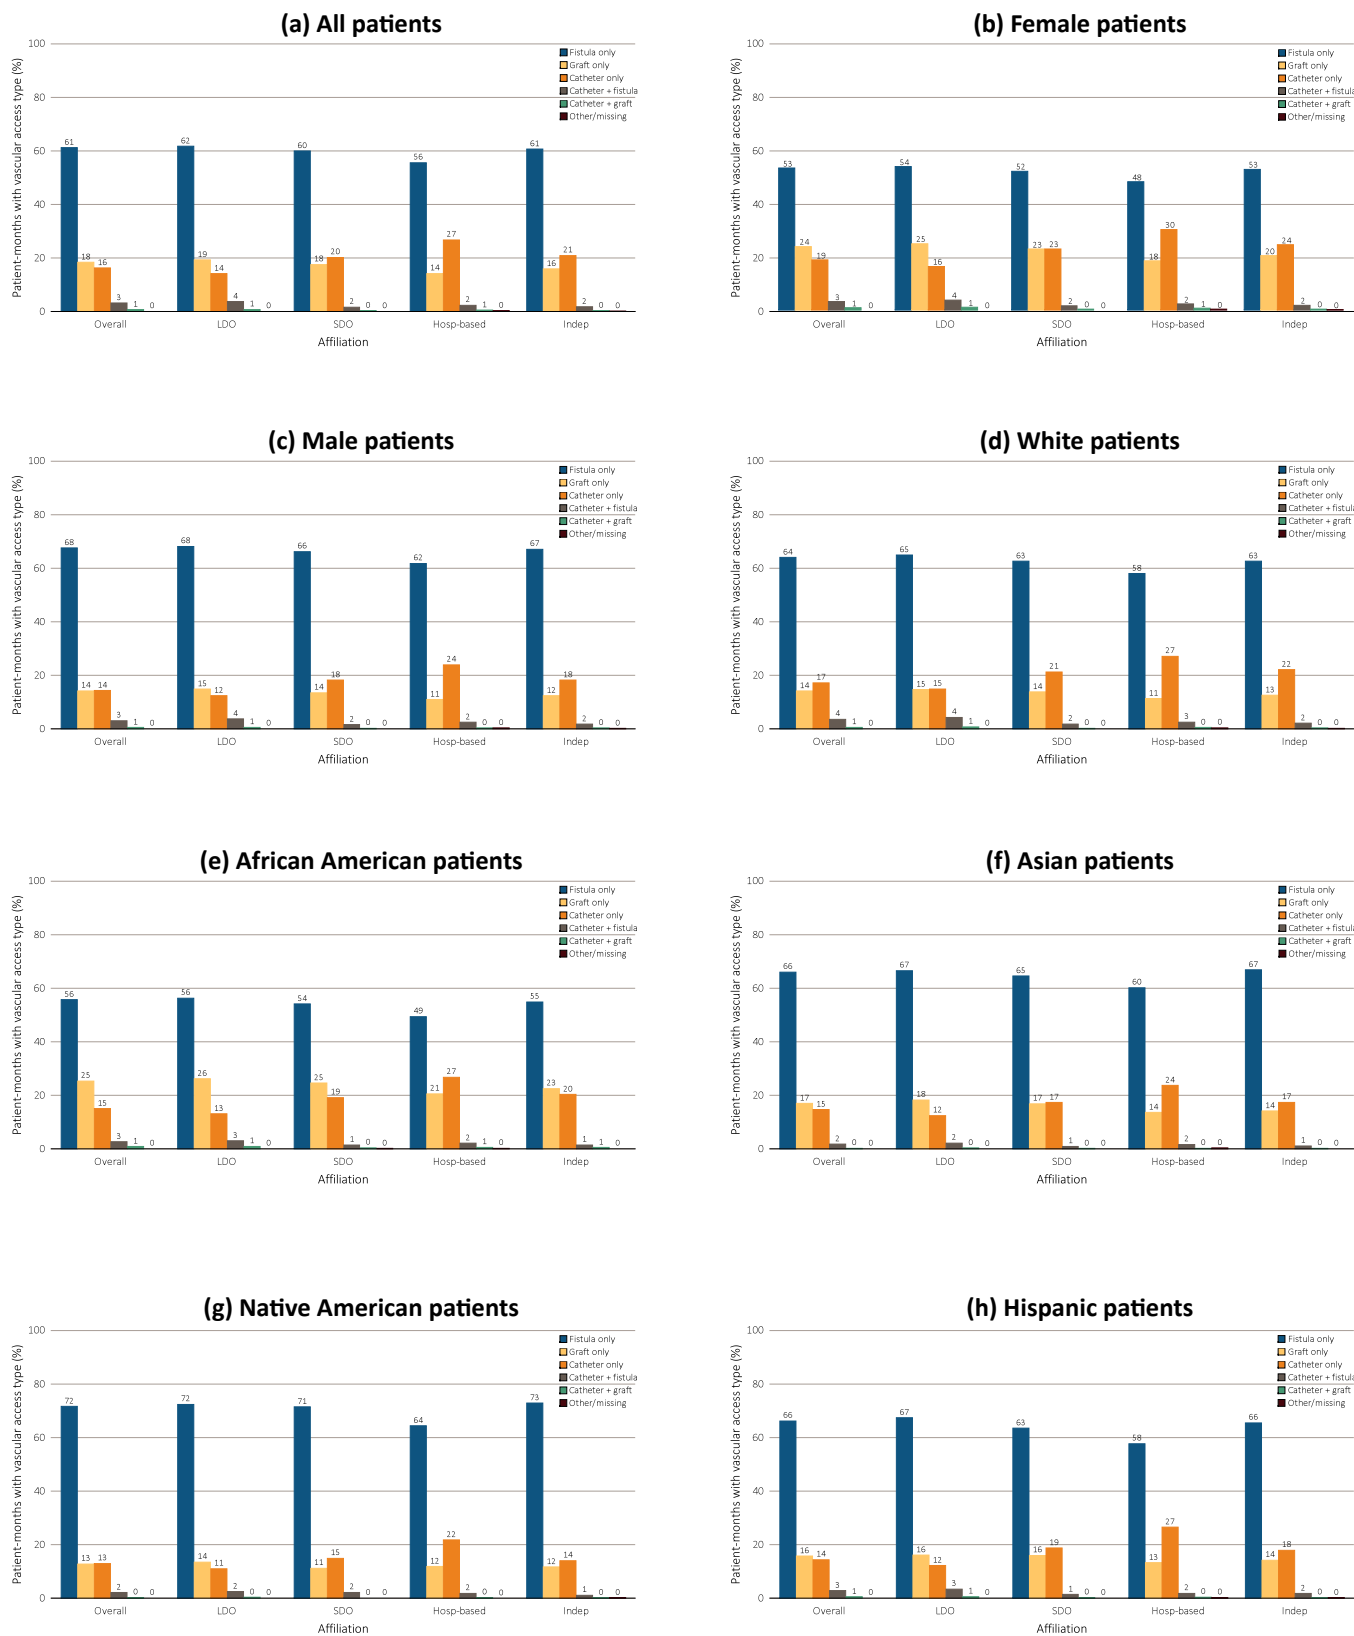 (a) All patients
Patient-months with vascular access type (%)
100
80
60
40
20
0
Fistula only
Graft only
Catheter only
Catheter + fistula
Catheter + graft
Other/missing
61 18 16 3 1 0
62 19 14 4 1 0
60 18 20 2 0 0
56 14 27 2 1 0
61 16 21 2 0 0
Overall LDO SDO Hosp-based Indep
Affiliation
(b) Female patients
Patient-months with vascular access type (%)
100
80
60
40
20
0
Fistula only
Graft only
Catheter only
Catheter + fistula
Catheter + graft
Other/missing
53 24 19 3 1 0
54 25 16 4 1 0
52 23 23 2 0 0
48 18 30 2 1 0
53 20 24 2 0 0
Overall LDO SDO Hosp-based Indep
Affiliation
(c) Male patients
Patient-months with vascular access type (%)
100
80
60
40
20
0
Fistula only
Graft only
Catheter only
Catheter + fistula
Catheter + graft
Other/missing
68 14 14 3 1 0
68 15 12 4 1 0
66 14 18 2 0 0
62 11 24 2 0 0
67 12 18 2 0 0
Overall LDO SDO Hosp-based Indep
Affiliation
(d) White patients
Patient-months with vascular access type (%)
100
80
60
40
20
0
Fistula only
Graft only
Catheter only
Catheter + fistula
Catheter + graft
Other/missing
64 14 17 4 1 0
65 15 15 4 1 0
63 14 21 2 0 0
58 11 27 3 0 0
63 13 22 2 0 0
Overall LDO SDO Hosp-based Indep
Affiliation
(e) African American patients
Patient-months with vascular access type (%)
100
80
60
40
20
0
Fistula only
Graft only
Catheter only
Catheter + fistula
Catheter + graft
Other/missing
56 25 15 3 1 0
56 26 13 3 1 0
54 25 19 1 0 0
49 21 27 2 1 0
55 23 20 1 1 0
Overall LDO SDO Hosp-based Indep
Affiliation
(f) Asian patients
Patient-months with vascular access type (%)
100
80
60
40
20
0
Fistula only
Graft only
Catheter only
Catheter + fistula
Catheter + graft
Other/missing
66 17 15 2 0 0
67 18 12 2 0 0
65 17 17 1 0 0
60 14 24 2 0 0
67 14 17 1 0 0
Overall LDO SDO Hosp-based Indep
Affiliation
(g) Native American patients
Patient-months with vascular access type (%)
100
80
60
40
20
0
Fistula only
Graft only
Catheter only
Catheter + fistula
Catheter + graft
Other/missing
72 13 13 2 0 0
72 14 11 2 0 0
71 11 15 2 0 0
64 12 22 2 0 0
73 12 14 1 0 0
Overall LDO SDO Hosp-based Indep
Affiliation
(h) Hispanic patients
Patient-months with vascular access type (%)
100
80
60
40
20
0
Fistula only
Graft only
Catheter only
Catheter + fistula
Catheter + graft
Other/missing
66 16 14 3 1 0
67 16 12 3 1 0
63 16 19 1 0 0
58 13 27 2 0 0
66 14 18 2 0 0
Overall LDO SDO Hosp-based Indep
Affiliation